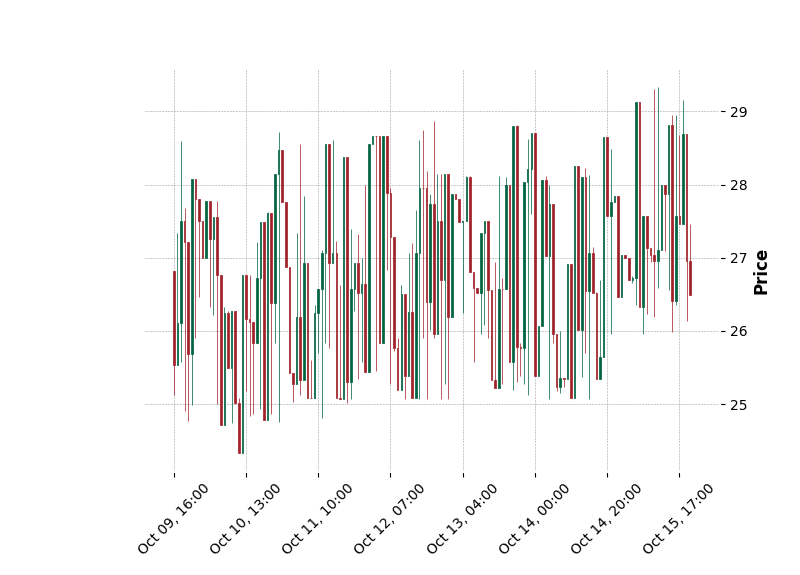 29
28
27
26
25
Price
Oct 09, 16:00
Oct 10, 13:00
Oct 11, 10:00
Oct 12, 07:00
Oct 13, 04:00
Oct 14, 00:00
Oct 14, 20:00
Oct 15, 17:00